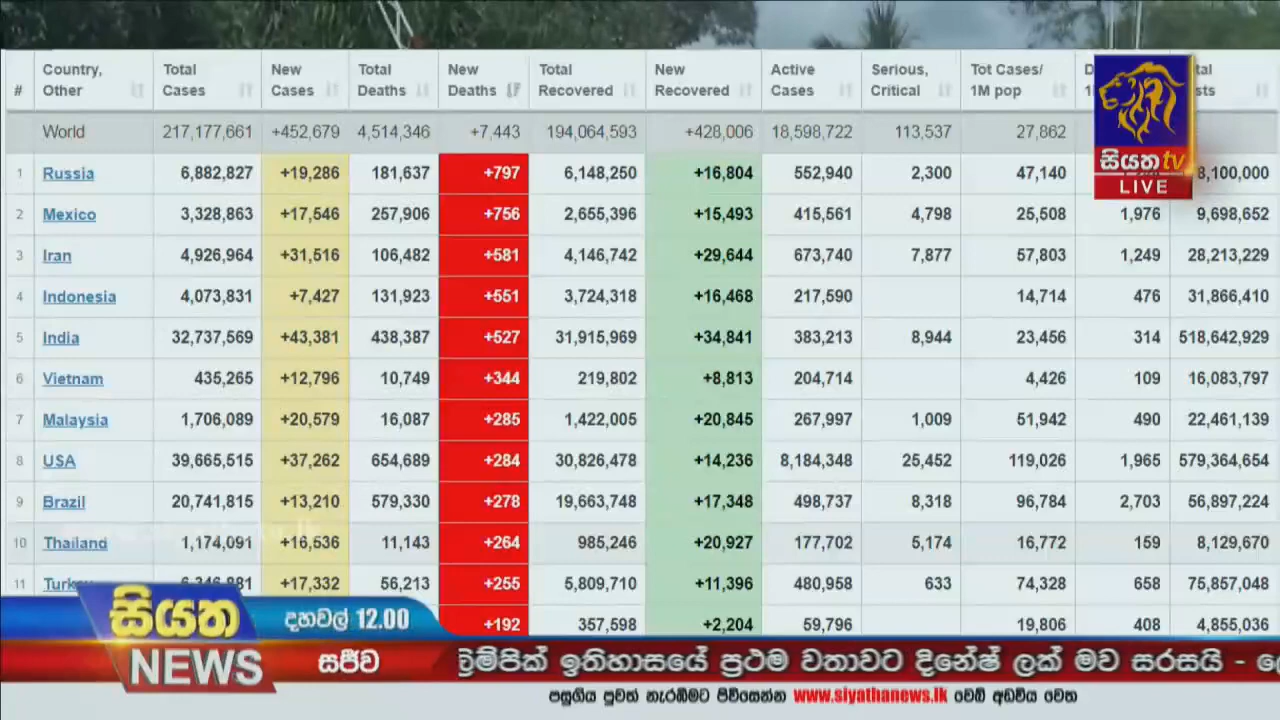 # Country, Other Total Cases New Cases Total Deaths New Deaths Total Recovered New Recovered Active Cases Serious, Critical Tot Cases/ 1M pop
World 217,177,661 +452,679 4,514,346 +7,443 194,064,593 +428,006 18,598,722 113,537 27,862
1 Russia 6,882,827 +19,286 181,637 +797 6,148,250 +16,804 552,940 2,300 47,140
2 Mexico 3,328,863 +17,546 257,906 +756 2,655,396 +15,493 415,561 4,798 25,508 1,976 9,698,652
3 Iran 4,926,964 +31,516 106,482 +581 4,146,742 +29,644 673,740 7,877 57,803 1,249 28,213,229
4 Indonesia 4,073,831 +7,427 131,923 +551 3,724,318 +16,468 217,590 14,714 476 31,866,410
5 India 32,737,569 +43,381 438,387 +527 31,915,969 +34,841 383,213 8,944 23,456 314 518,642,929
6 Vietnam 435,265 +12,796 10,749 +344 219,802 +8,813 204,714 4,426 109 16,083,797
7 Malaysia 1,706,089 +20,579 16,087 +285 1,422,005 +20,845 267,997 1,009 51,942 490 22,461,139
8 USA 39,665,515 +37,262 654,689 +284 30,826,478 +14,236 8,184,348 25,452 119,026 1,965 579,364,654
9 Brazil 20,741,815 +13,210 579,330 +278 19,663,748 +17,348 498,737 8,318 96,784 2,703 56,897,224
10 Thailand 1,174,091 +16,536 11,143 +264 985,246 +20,927 177,702 5,174 16,772 159 8,129,670
11 +17,332 56,213 +255 5,809,710 +11,396 480,958 633 74,328 658 75,857,048
+192 357,598 +2,204 59,796 19,806 408 4,855,036
සියත tv
LIVE
සියත
NEWS
දහවල් 12.00
සජීව
ඉතිහාසයේ ප්‍රථම වතාවට දිනේෂ් ලක් මව සරසයි -
පසුගිය පුවත් නැරඹීමට පිවිසෙන්න www.siyathanews.lk වෙබ් අඩවිය වෙත